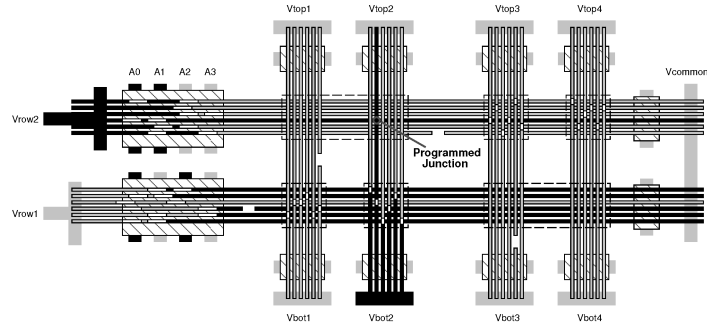 Vtop1 Vtop2 Vtop3 Vtop4
A0 A1 A2 A3 Vcommon
Vrow2
Programmed
Junction
Vrow1
Vbot1 Vbot2 Vbot3 Vbot4